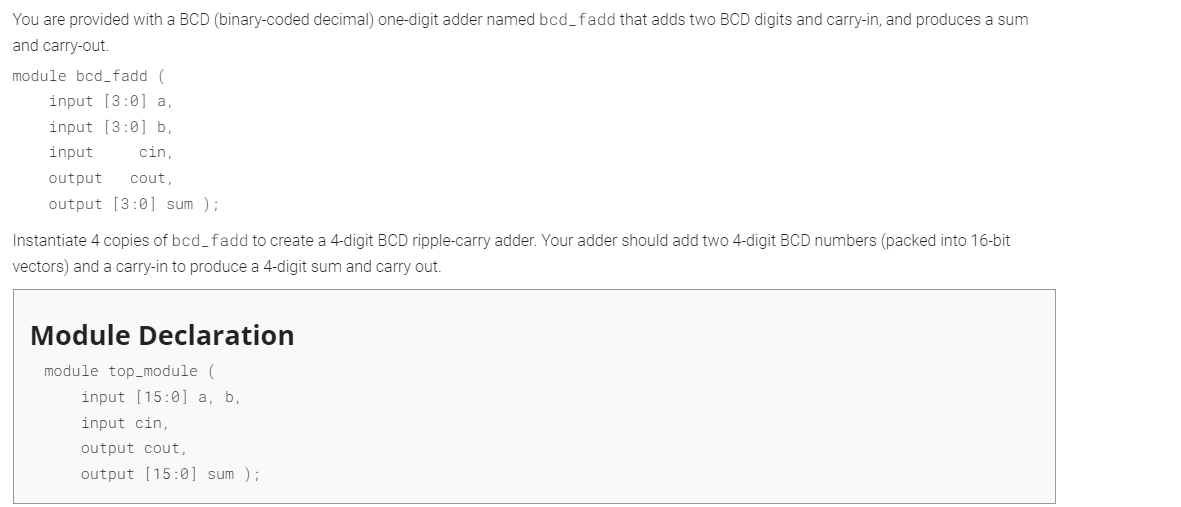 You are provided with a BCD (binary-coded decimal) one-digit adder named bcd_fadd that adds two BCD digits and carry-in, and produces a sum
and carry-out.
module bcd_fadd (
    input [3:0] a,
    input [3:0] b,
    input     cin,
    output   cout,
    output [3:0] sum );
Instantiate 4 copies of bcd_fadd to create a 4-digit BCD ripple-carry adder. Your adder should add two 4-digit BCD numbers (packed into 16-bit
vectors) and a carry-in to produce a 4-digit sum and carry out.
Module Declaration
module top_module (
    input [15:0] a, b,
    input cin,
    output cout,
    output [15:0] sum );